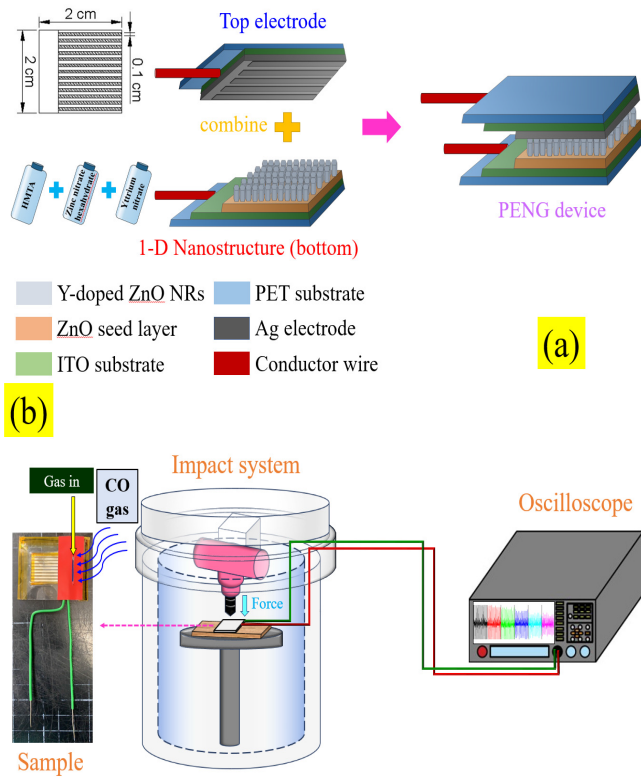 2 cm
2 cm
0.1 cm
Top electrode
combine
HMTA
Zinc nitrate
hexahydrate
Yttrium
nitrate
1-D Nanostructure (bottom)
PENG device
Y-doped ZnO NRs
PET substrate
ZnO seed layer
Ag electrode
ITO substrate
Conductor wire
(a)
(b)
Gas in
CO
gas
Impact system
Force
Oscilloscope
Sample